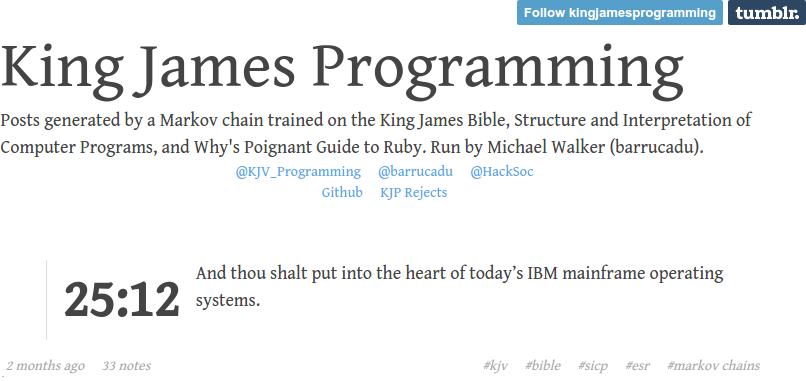 Follow kingjamesprogramming tumblr.
King James Programming
Posts generated by a Markov chain trained on the King James Bible, Structure and Interpretation of
Computer Programs, and Why's Poignant Guide to Ruby. Run by Michael Walker (barrucadu).
@KJV_Programming @barrucadu @HackSoc
Github KJP Rejects
25:12
And thou shalt put into the heart of today’s IBM mainframe operating
systems.
2 months ago 33 notes #kjv #bible #sicp #esr #markov chains